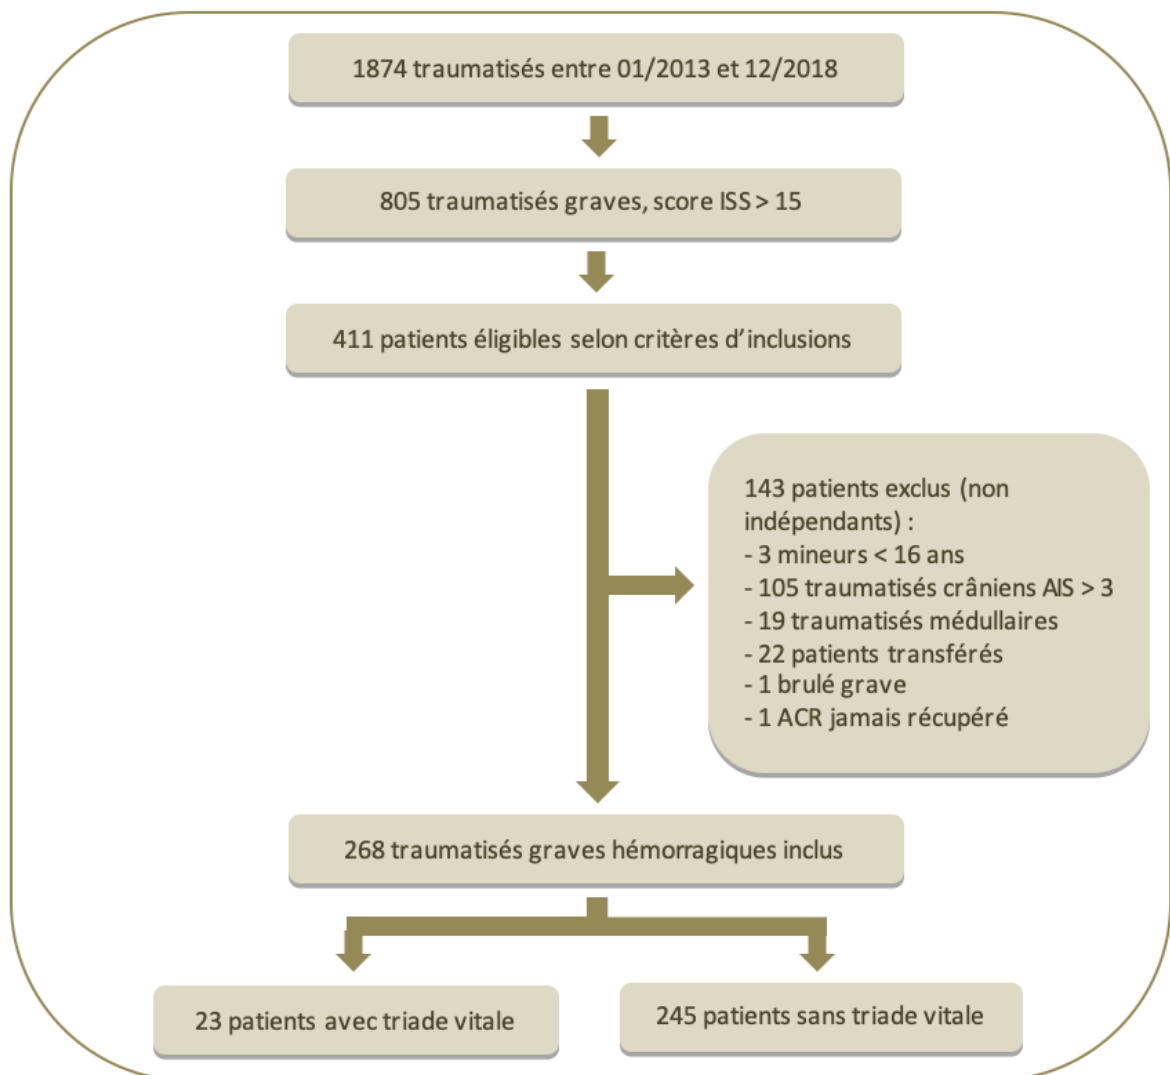 1874 traumatisés entre 01/2013 et 12/2018
805 traumatisés graves, score ISS > 15
411 patients éligibles selon critères d’inclusions
143 patients exclus (non
indépendants) :
- 3 mineurs < 16 ans
- 105 traumatisés crâniens AIS > 3
- 19 traumatisés médullaires
- 22 patients transférés
- 1 brulé grave
- 1 ACR jamais récupéré
268 traumatisés graves hémorragiques inclus
23 patients avec triade vitale
245 patients sans triade vitale